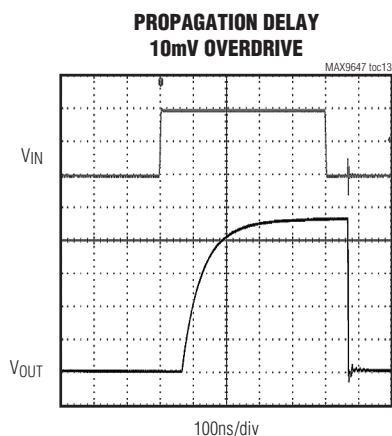 PROPAGATION DELAY
10mV OVERDRIVE
MAX9647 toc13
VIN
VOUT
100ns/div